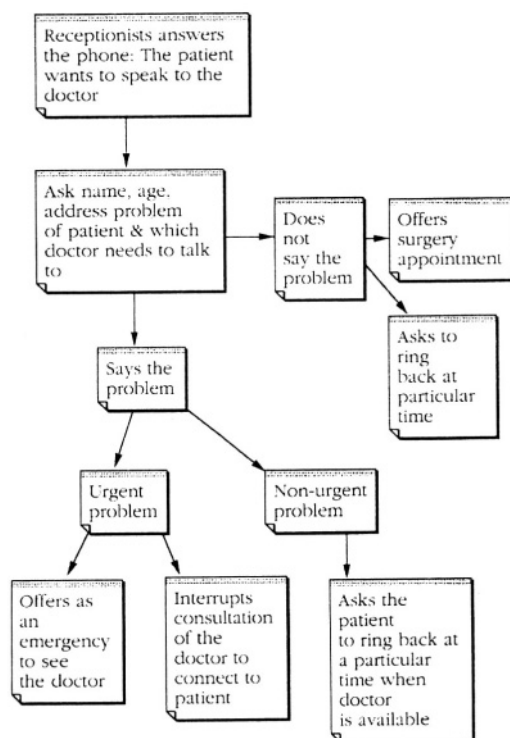 Receptionists answers
the phone: The patient
wants to speak to the
doctor
Ask name, age.
address problem
of patient & which
doctor needs to talk
to
Does
not
say the
problem
Offers
surgery
appointment
Asks to
ring
back at
particular
time
Says the
problem
Urgent
problem
Non-urgent
problem
Offers as
an
emergency
to see
the doctor
Interrupts
consultation
of the
doctor to
connect to
patient
Asks the
patient
to ring back at
a particular
time when
doctor
is available